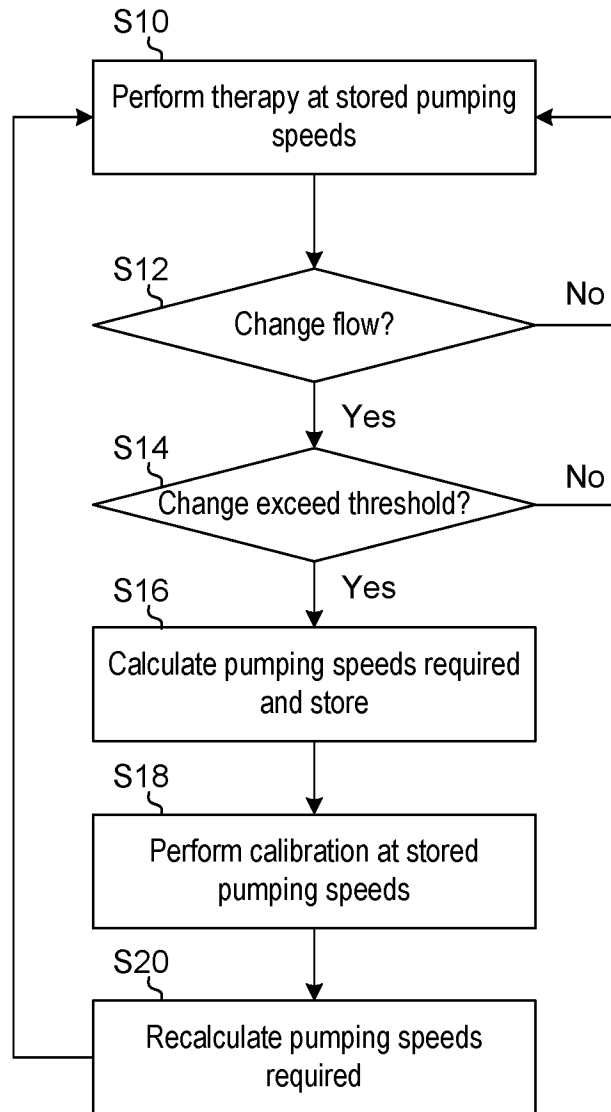 S10
Perform therapy at stored pumping
speeds
S12
Change flow?
No
Yes
S14
Change exceed threshold?
No
Yes
S16
Calculate pumping speeds required
and store
S18
Perform calibration at stored
pumping speeds
S20
Recalculate pumping speeds
required